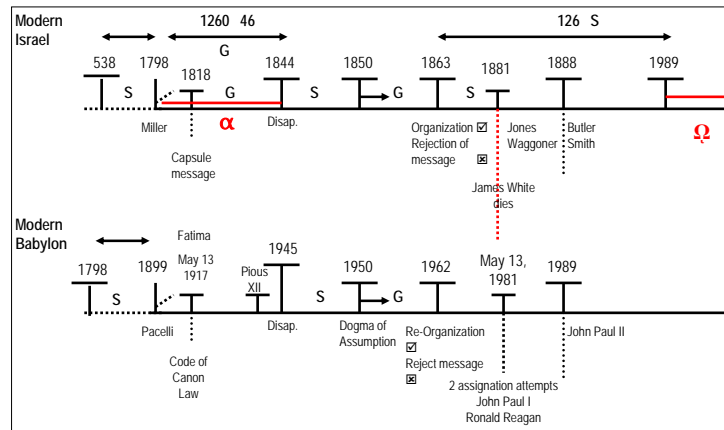 Modern
Israel
1260 46
G
126 S
538
1798
1818
1844
1850
1863
1881
1888
1989
S
G
S
G
S
α
Ω
Miller
Disap.
Capsule
message
Organization ☑
Rejection of
message
☒
Jones
Waggoner
Butler
Smith
James White
dies
Modern
Babylon
Fatima
1798
1899
May 13
1917
Pious
XII
1945
1950
1962
May 13,
1981
1989
S
S
G
Pacelli
Disap.
Dogma of
Assumption
Re-Organization
☑
Reject message
☒
John Paul II
Code of
Canon
Law
2 assignation attempts
John Paul I
Ronald Reagan